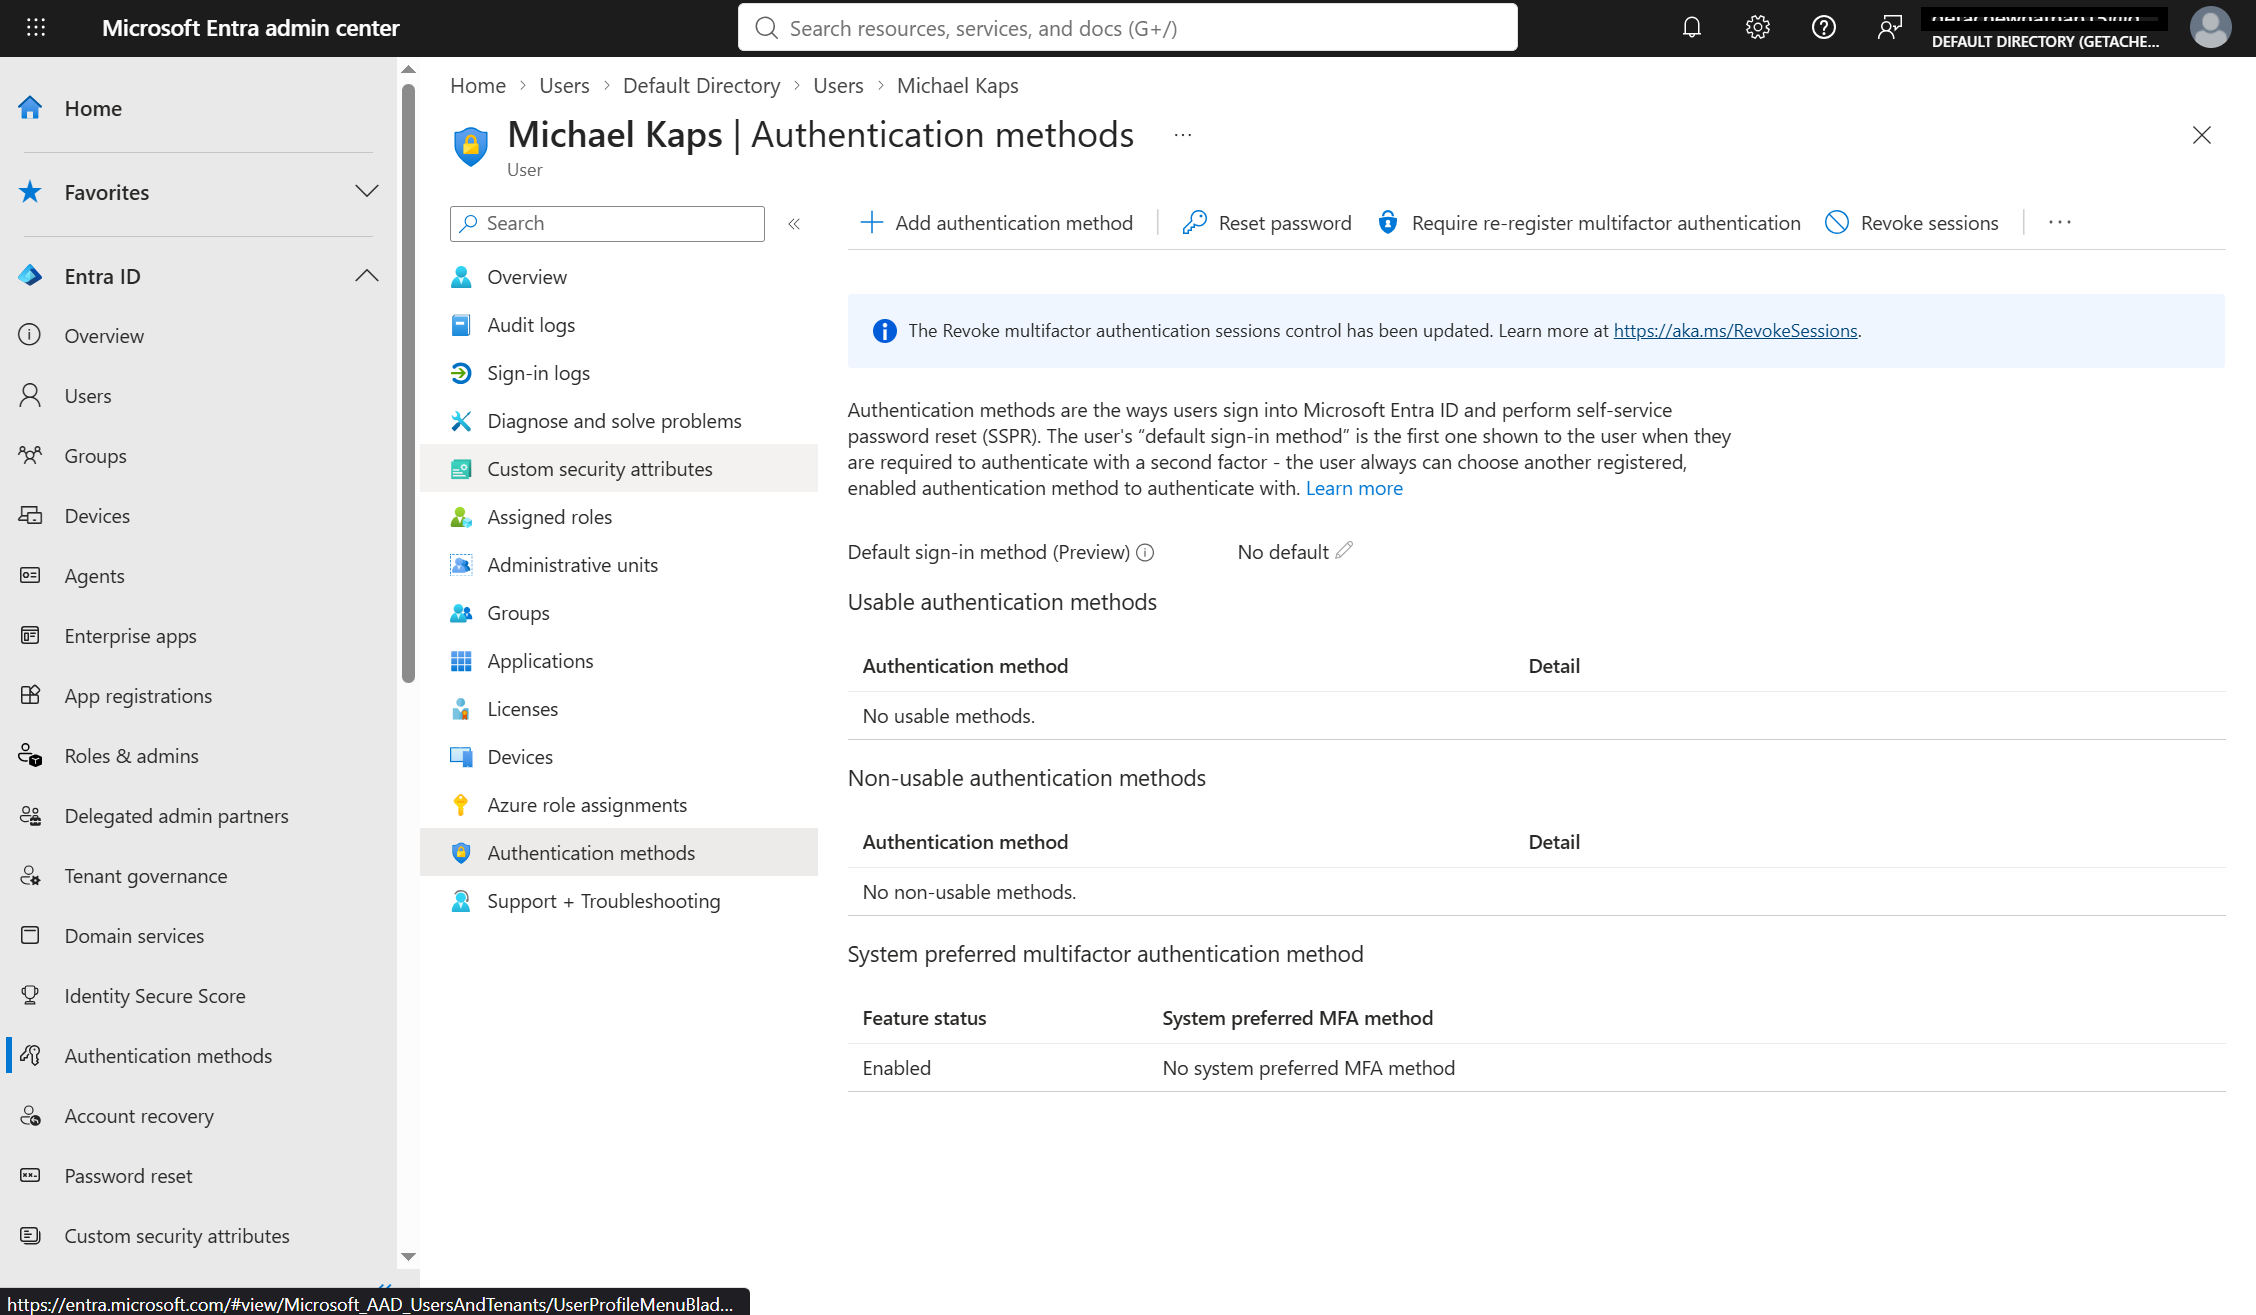 Microsoft Entra admin center
Search resources, services, and docs (G+/)
DEFAULT DIRECTORY (GETACHE...
Home
Favorites
Entra ID
Overview
Users
Groups
Devices
Agents
Enterprise apps
App registrations
Roles & admins
Delegated admin partners
Tenant governance
Domain services
Identity Secure Score
Authentication methods
Account recovery
Password reset
Custom security attributes
Home > Users > Default Directory > Users > Michael Kaps
Michael Kaps | Authentication methods ...
User
Search
Overview
Audit logs
Sign-in logs
Diagnose and solve problems
Custom security attributes
Assigned roles
Administrative units
Groups
Applications
Licenses
Devices
Azure role assignments
Authentication methods
Support + Troubleshooting
Add authentication method
Reset password
Require re-register multifactor authentication
Revoke sessions
The Revoke multifactor authentication sessions control has been updated. Learn more at https://aka.ms/RevokeSessions.
Authentication methods are the ways users sign into Microsoft Entra ID and perform self-service
password reset (SSPR). The user's “default sign-in method” is the first one shown to the user when they
are required to authenticate with a second factor - the user always can choose another registered,
enabled authentication method to authenticate with. Learn more
Default sign-in method (Preview) No default
Usable authentication methods
Authentication method Detail
No usable methods.
Non-usable authentication methods
Authentication method Detail
No non-usable methods.
System preferred multifactor authentication method
Feature status System preferred MFA method
Enabled No system preferred MFA method
https://entra.microsoft.com/#view/Microsoft_AAD_UsersAndTenants/UserProfileMenuBlad...